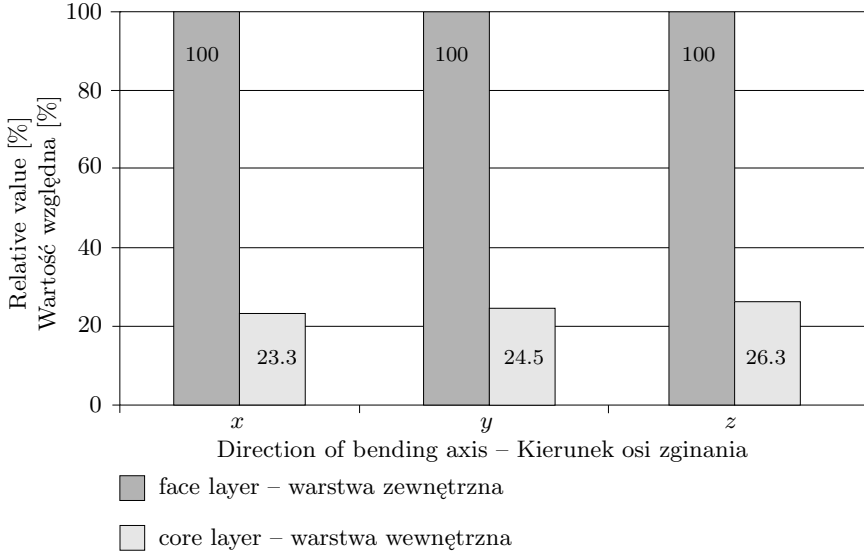 Relative value [%]
Wartość względna [%]
100
80
60
40
20
0
100
23.3
100
24.5
100
26.3
x
y
z
Direction of bending axis – Kierunek osi zginania
face layer – warstwa zewnętrzna
core layer – warstwa wewnętrzna